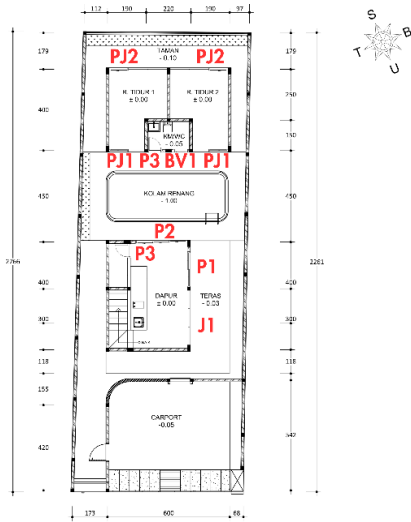 112 190 220 190 97
S
B
T
U
179
TAMAN
- 0.10
179
PJ2 PJ2
K. TIDUR 1
± 0.00
K. TIDUR 2
± 0.00
400
250
KM/WC
-0.05
150
PJ1 P3 BV1 PJ1
450
KOLAM RENANG
- 1.00
450
P2
P3
P1
2766
2261
400
DAPUR
± 0.00
TERAS
- 0.03
400
300
J1
300
118
118
155
CARPORT
-0.05
420
542
173 600 68